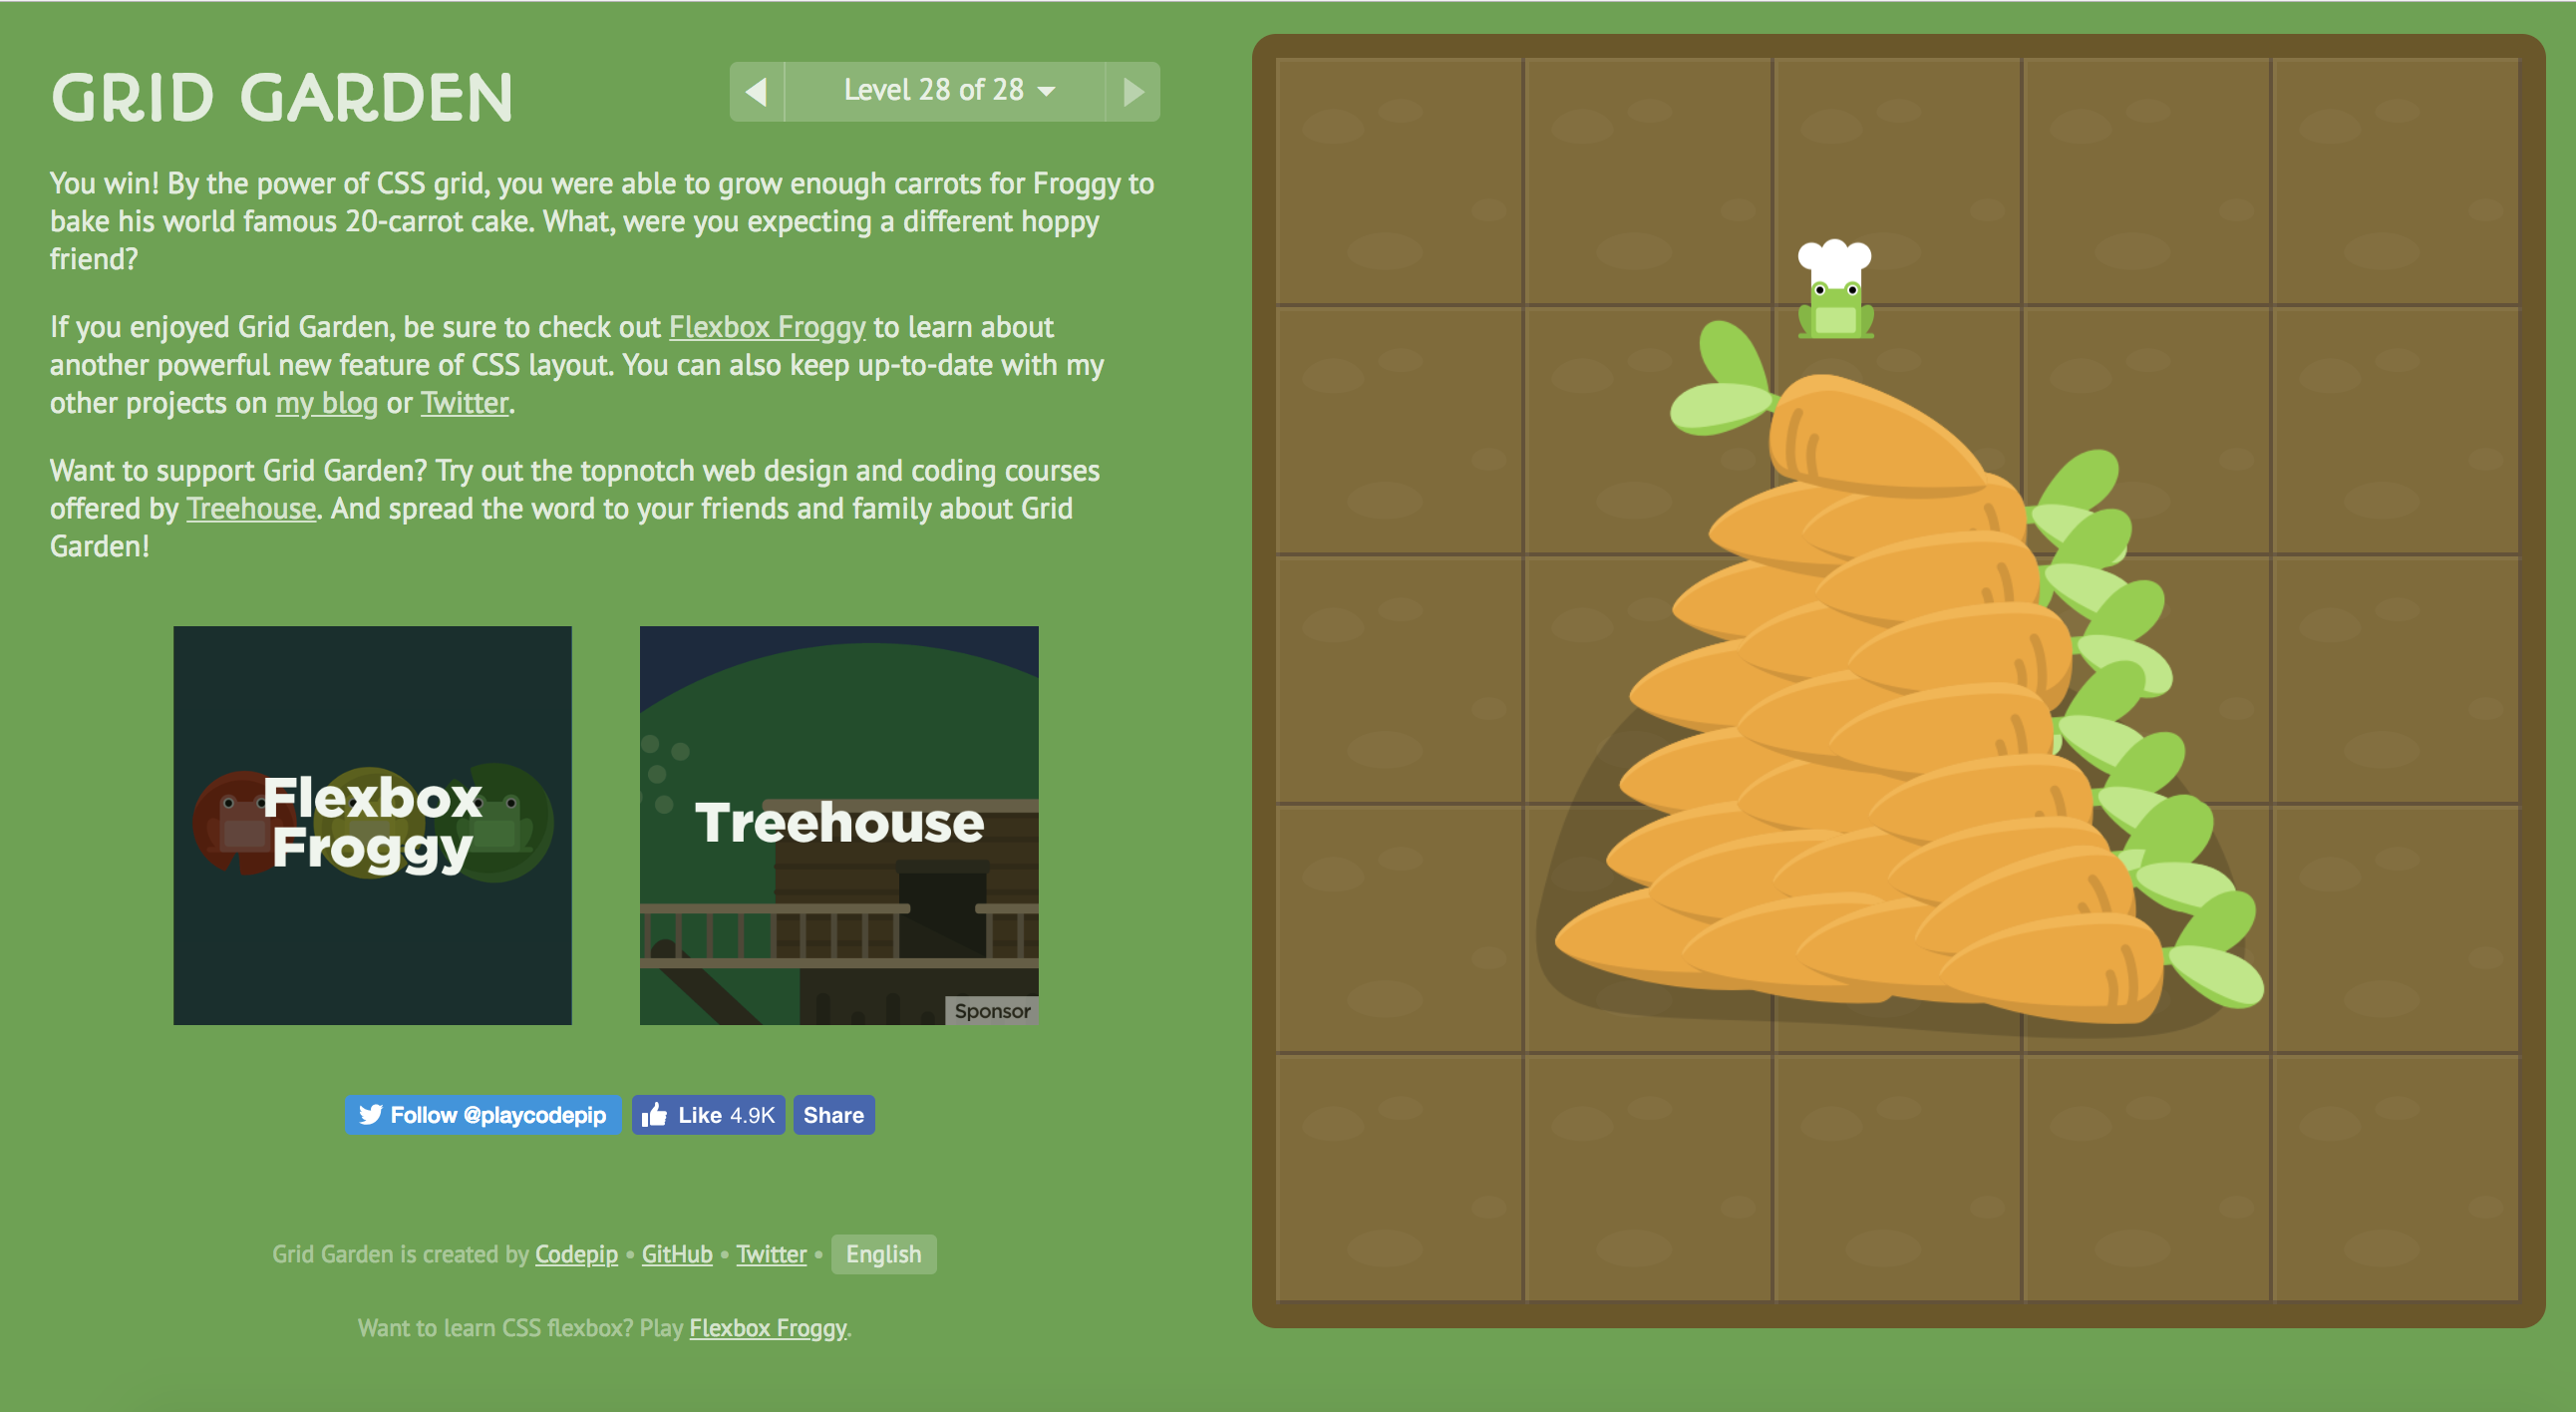 GRID GARDEN
Level 28 of 28
You win! By the power of CSS grid, you were able to grow enough carrots for Froggy to
bake his world famous 20-carrot cake. What, were you expecting a different hoppy
friend?
If you enjoyed Grid Garden, be sure to check out Flexbox Froggy to learn about
another powerful new feature of CSS layout. You can also keep up-to-date with my
other projects on my blog or Twitter.
Want to support Grid Garden? Try out the topnotch web design and coding courses
offered by Treehouse. And spread the word to your friends and family about Grid
Garden!
Flexbox
Froggy
Treehouse
Sponsor
Follow @playcodepip
Like 4.9K
Share
Grid Garden is created by Codepip • GitHub • Twitter • English
Want to learn CSS flexbox? Play Flexbox Froggy.